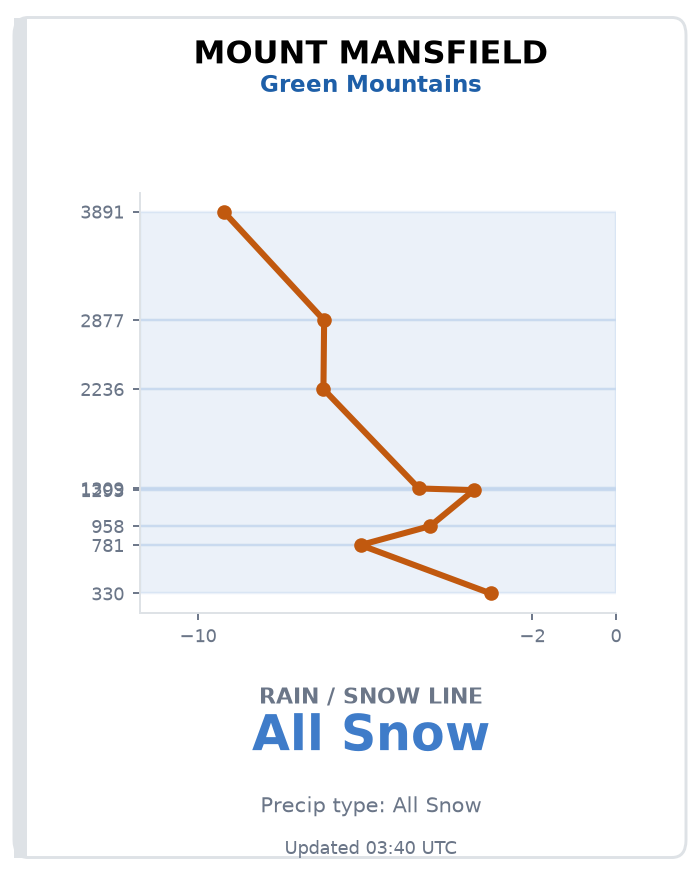 MOUNT MANSFIELD
Green Mountains
3891
2877
2236
958
781
330
−10 −2 0
RAIN / SNOW LINE
All Snow
Precip type: All Snow
Updated 03:40 UTC